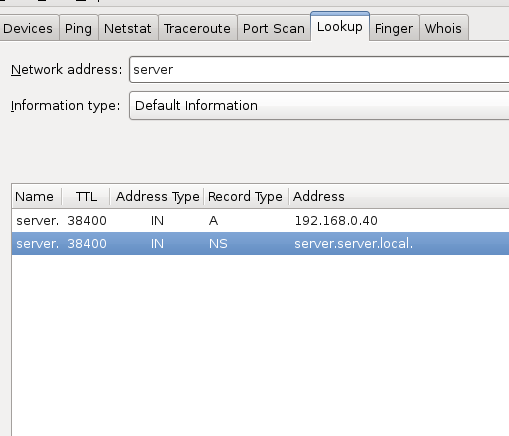 Devices Ping Netstat Traceroute Port Scan Lookup Finger Whois
Network address: server
Information type: Default Information
Name TTL Address Type Record Type Address
server. 38400 IN A 192.168.0.40
server. 38400 IN NS server.server.local.